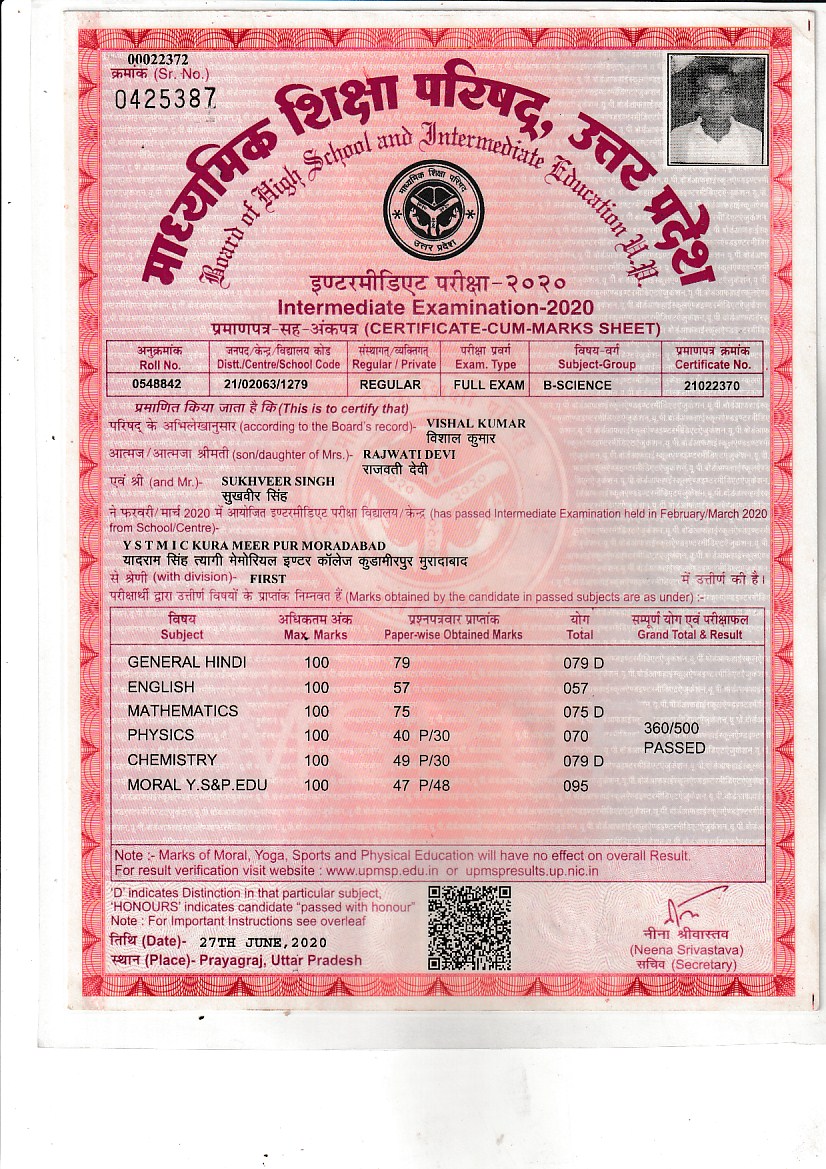 00022372
क्रमांक (Sr. No.)
0425387
माध्यमिक शिक्षा परिषद, उत्तर प्रदेश
Board of High School and Intermediate Education U.P.
माध्यमिक शिक्षा परिषद
उत्तर प्रदेश
इण्टरमीडिएट परीक्षा-२०२०
Intermediate Examination-2020
प्रमाणपत्र-सह-अंकपत्र (CERTIFICATE-CUM-MARKS SHEET)
अनुक्रमांक जनपद/केन्द्र/विद्यालय कोड संस्थागत/व्यक्तिगत परीक्षा प्रवर्ग विषय-वर्ग प्रमाणपत्र क्रमांक
Roll No. Distt./Centre/School Code Regular / Private Exam. Type Subject-Group Certificate No.
0548842 21/02063/1279 REGULAR FULL EXAM B-SCIENCE 21022370
प्रमाणित किया जाता है कि (This is to certify that)
परिषद के अभिलेखानुसार (according to the Board's record)- VISHAL KUMAR
विशाल कुमार
आत्मज/आत्मजा श्रीमती (son/daughter of Mrs.)- RAJWATI DEVI
राजवती देवी
एवं श्री (and Mr.)- SUKHVEER SINGH
सुखवीर सिंह
ने फरवरी/मार्च 2020 में आयोजित इण्टरमीडिएट परीक्षा विद्यालय/केन्द्र (has passed Intermediate Examination held in February/March 2020
from School/Centre)-
Y S T M I C KURA MEER PUR MORADABAD
यादराम सिंह त्यागी मेमोरियल इण्टर कॉलेज कुडामीरपुर मुरादाबाद
से श्रेणी (with division)- FIRST में उत्तीर्ण की है।
परीक्षार्थी द्वारा उत्तीर्ण विषयों के प्राप्तांक निम्नवत हैं (Marks obtained by the candidate in passed subjects are as under) :-
विषय अधिकतम अंक प्रश्नपत्रवार प्राप्तांक योग सम्पूर्ण योग एवं परीक्षाफल
Subject Max. Marks Paper-wise Obtained Marks Total Grand Total & Result
GENERAL HINDI 100 79 079 D
ENGLISH 100 57 057
MATHEMATICS 100 75 075 D
PHYSICS 100 40 P/30 070
360/500
PASSED
CHEMISTRY 100 49 P/30 079 D
MORAL Y.S&P.EDU 100 47 P/48 095
Note :- Marks of Moral, Yoga, Sports and Physical Education will have no effect on overall Result.
For result verification visit website : www.upmsp.edu.in or upmspresults.up.nic.in
'D' indicates Distinction in that particular subject,
'HONOURS' indicates candidate "passed with honour"
Note : For Important Instructions see overleaf
तिथि (Date)- 27TH JUNE,2020
स्थान (Place)- Prayagraj, Uttar Pradesh
नीना श्रीवास्तव
(Neena Srivastava)
सचिव (Secretary)